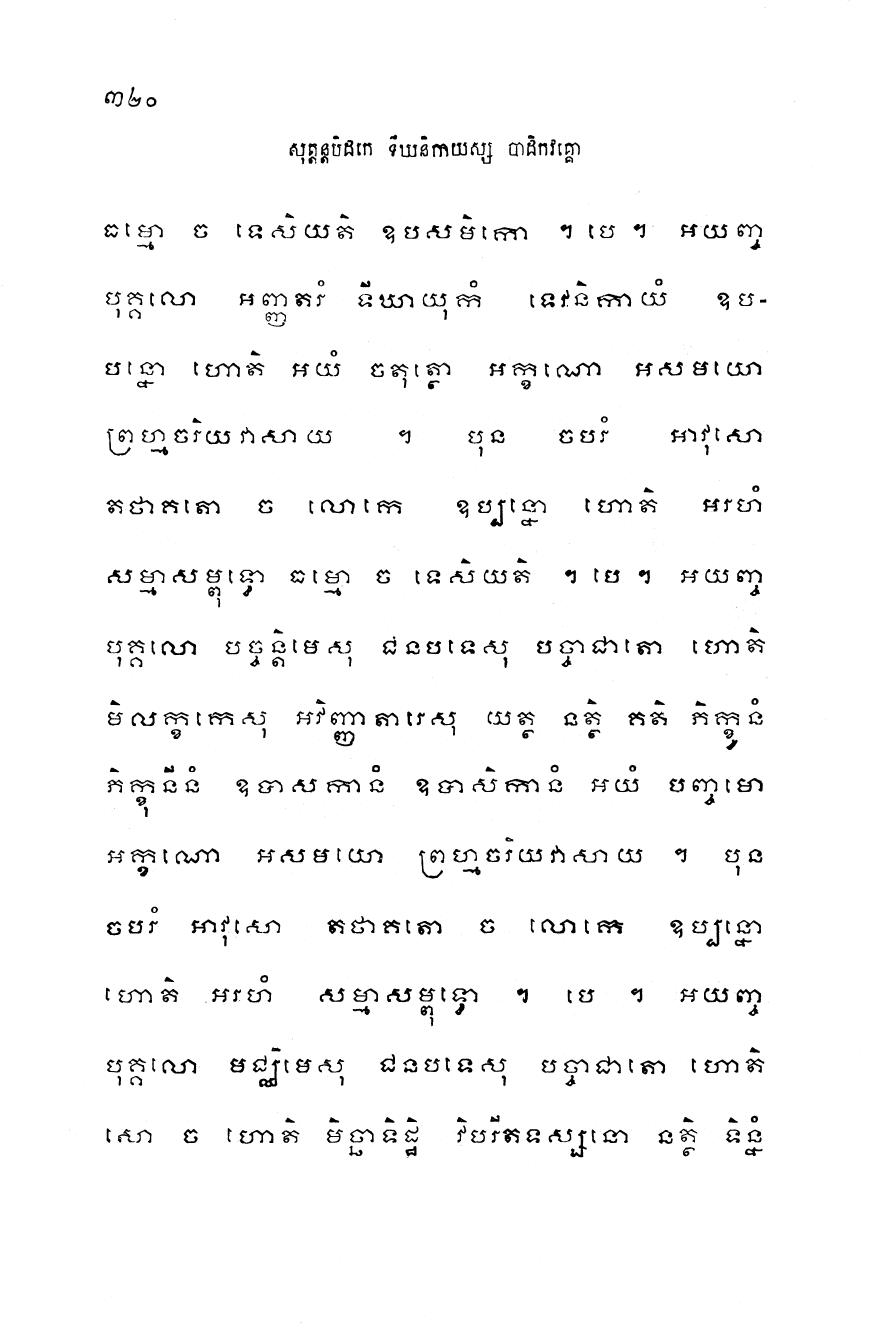 ៣២០
សុត្តន្តបិដកេ ទីឃនិកាយស្ស បាដិកវគ្គោ
ធម្មោ ច ទេសិយតិ ឧបសមិកោ ។ បេ ។ អយញ្ច
បុគ្គលោ អញ្ញតរំ ទីឃាយុកំ ទេវនិកាយំ ឧប-
បន្នោ ហោតិ អយំ ចតុត្ថោ អក្ខណោ អសមយោ
ព្រហ្មចរិយវាសាយ ។ បុន ចបរំ អាវុសោ
តថាគតោ ច លោកេ ឧប្បន្នោ ហោតិ អរហំ
សម្មាសម្ពុទ្ធោ ធម្មោ ច ទេសិយតិ ។ បេ ។ អយញ្ច
បុគ្គលោ បច្ចន្តិមេសុ ជនបទេសុ បច្ចាជាតោ ហោតិ
មិលក្ខកេសុ អវិញ្ញាតារេសុ យត្ថ នត្ថិ គតិ ភិក្ខូនំ
ភិក្ខុនីនំ ឧបាសកានំ ឧបាសិកានំ អយំ បញ្ចមោ
អក្ខណោ អសមយោ ព្រហ្មចរិយវាសាយ ។ បុន
ចបរំ អាវុសោ តថាគតោ ច លោកេ ឧប្បន្នោ
ហោតិ អរហំ សម្មាសម្ពុទ្ធោ ។ បេ ។ អយញ្ច
បុគ្គលោ មជ្ឈិមេសុ ជនបទេសុ បច្ចាជាតោ ហោតិ
សោ ច ហោតិ មិច្ឆាទិដ្ឋិ វិបរីតទស្សនោ នត្ថិ ទិន្នំ